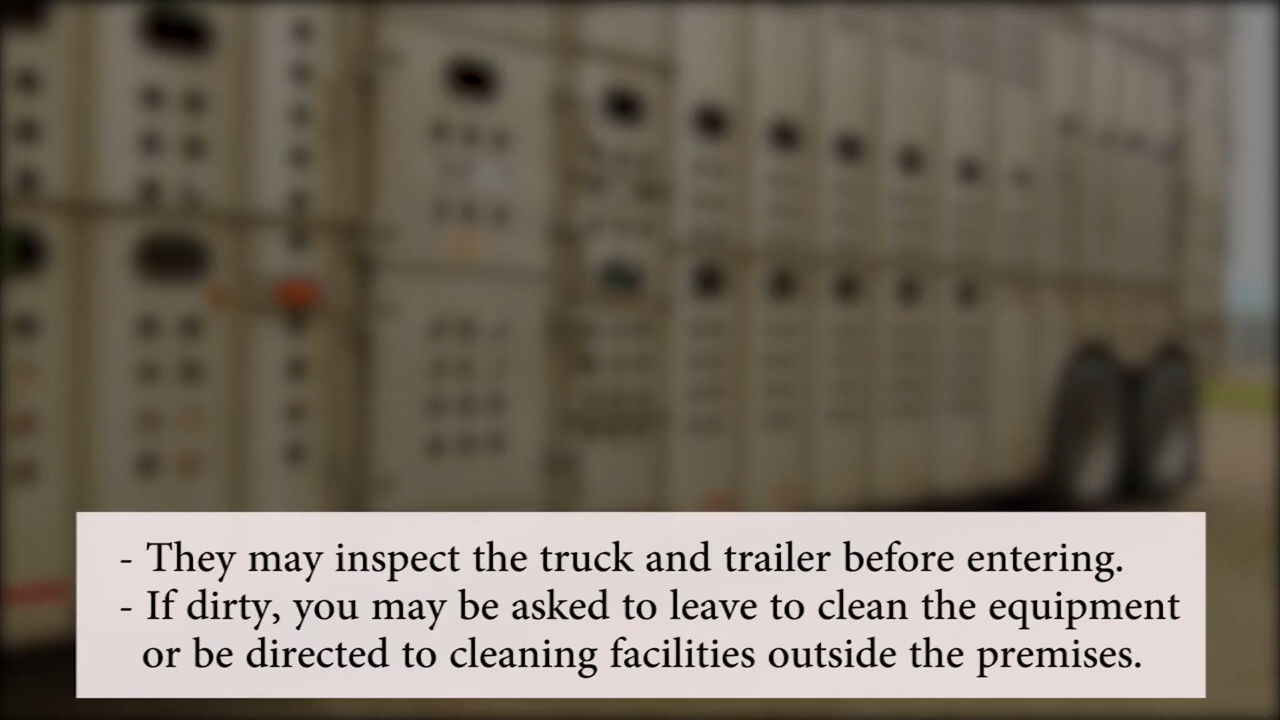 - They may inspect the truck and trailer before entering.
- If dirty, you may be asked to leave to clean the equipment
or be directed to cleaning facilities outside the premises.